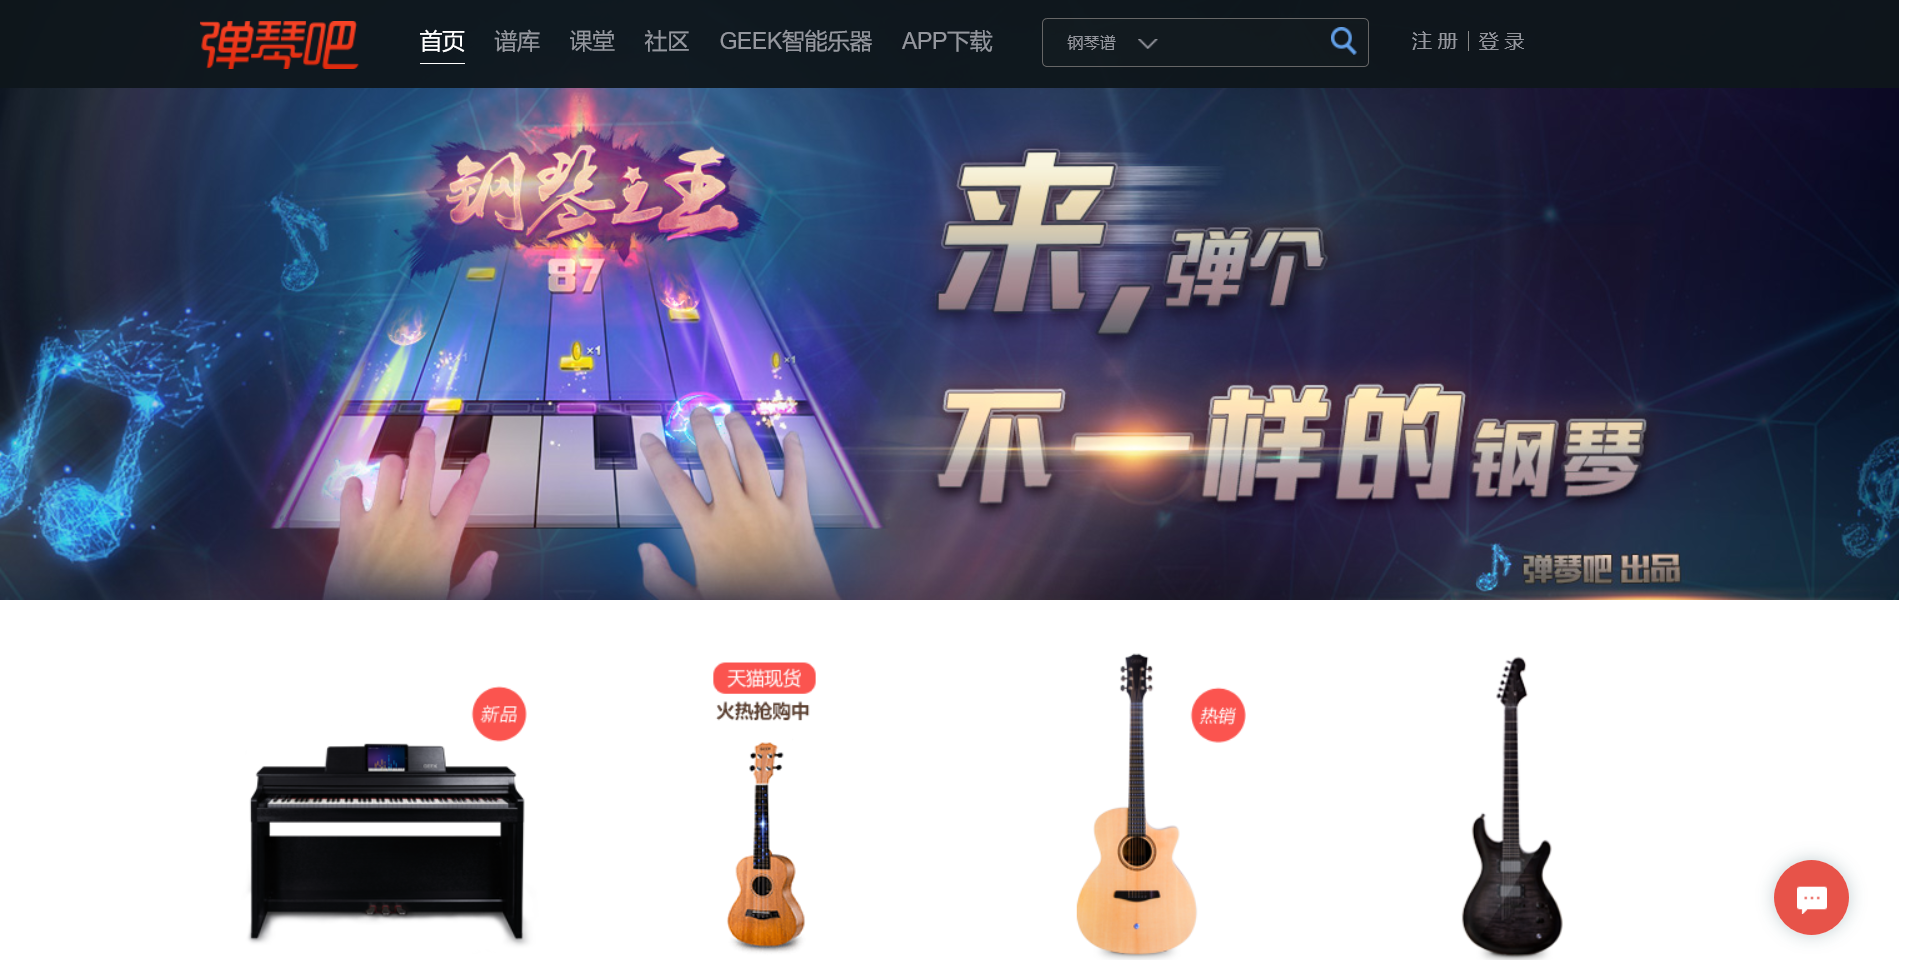 弹琴吧
首页 谱库 课堂 社区 GEEK智能乐器 APP下载 钢琴谱 注 册 登 录
钢琴之王
87
×1
×1
来,弹个
不一样的钢琴
弹琴吧 出品
天猫现货
火热抢购中
新品
热销